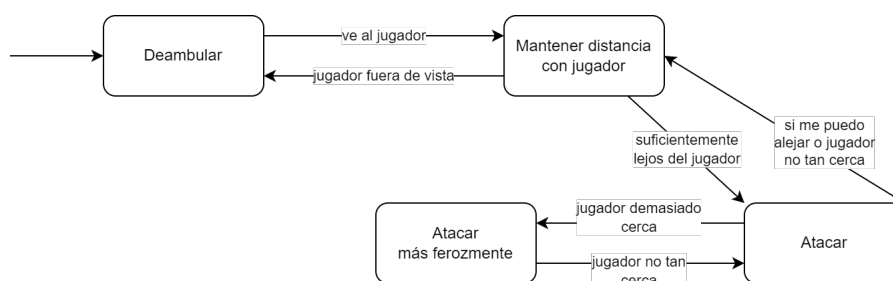 Deambular
ve al jugador
jugador fuera de vista
Mantener distancia
con jugador
suficientemente
lejos del jugador
si me puedo
alejar o jugador
no tan cerca
Atacar
más ferozmente
jugador demasiado
cerca
jugador no tan
cerca
Atacar